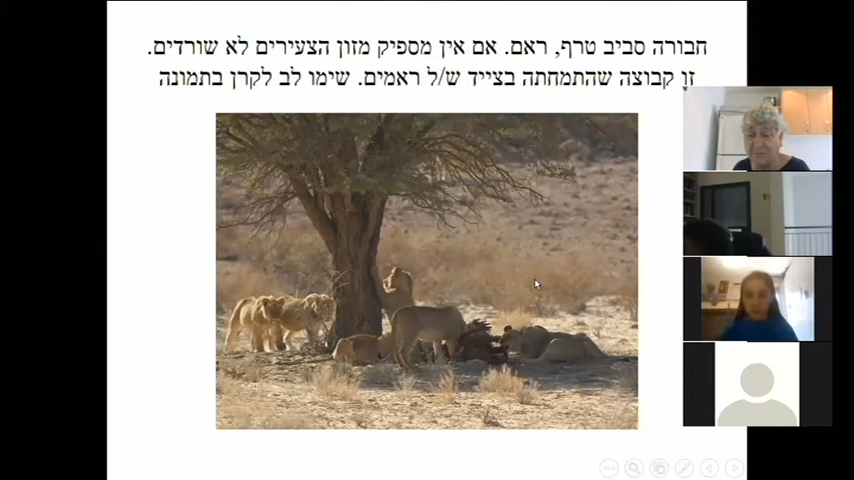 חבורה סביב טרף, ראם. אם אין מספיק מזון הצעירים לא שורדים.
זו קבוצה שהתמחתה בצייד ש/ל ראמים. שימו לב לקרן בתמונה